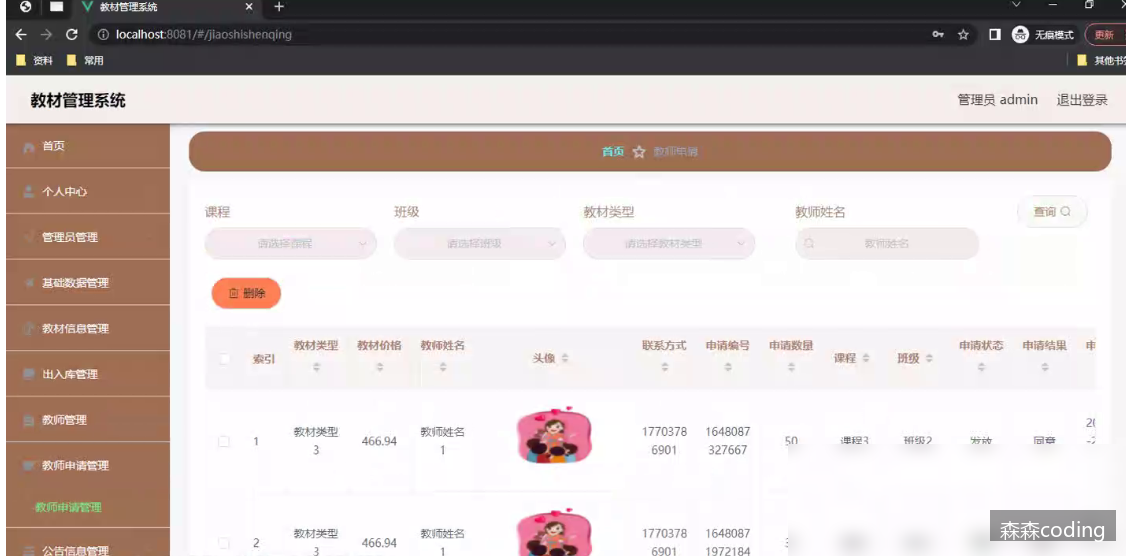 教材管理系统
localhost:8081/#/jiaoshishenqing
无痕模式
更新
资料
常用
教材管理系统
管理员 admin
退出登录
首页
个人中心
管理员管理
基础数据管理
教材信息管理
出入库管理
教师管理
教师申请管理
教师申请管理
公告信息管理
首页 教师申请
课程
班级
教材类型
教师姓名
查询
请选择课程
请选择班级
请选择教材类型
教师姓名
删除
索引 教材类型 教材价格 教师姓名 头像 联系方式 申请编号 申请数量 课程 班级 申请状态 申请结果 申
1 教材类型3 466.94 教师姓名1 17703786901 1648087327667 50 课程3 班级2 发放 同意
2 教材类型3 466.94 教师姓名1 17703786901 16480871972184
森森coding